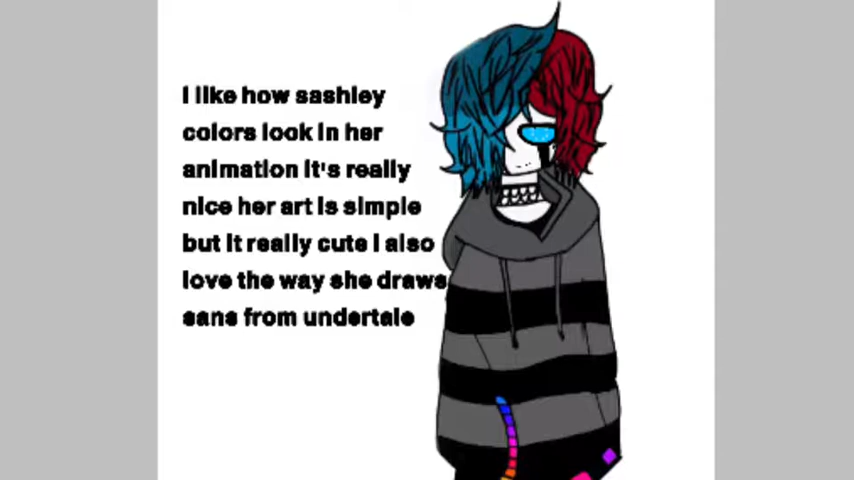 I like how sashley
colors look in her
animation it's really
nice her art is simple
but it really cute I also
love the way she draws
sans from undertale